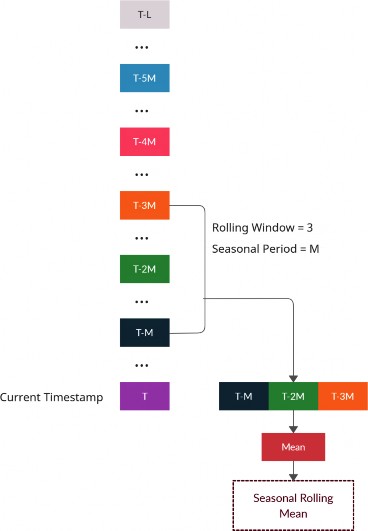 T-L
...
T-5M
...
T-4M
...
T-3M
Rolling Window = 3
...
Seasonal Period = M
T-2M
...
T-M
...
Current Timestamp T
T-M T-2M T-3M
Mean
Seasonal Rolling
Mean